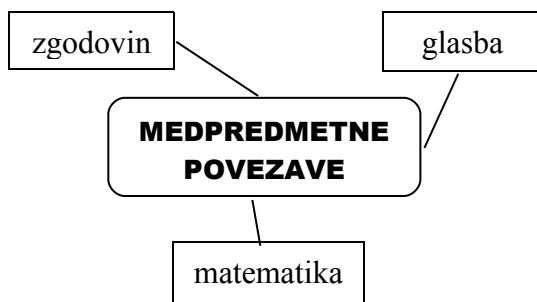 zgodovin
glasba
MEDPREDMETNE
POVEZAVE
matematika